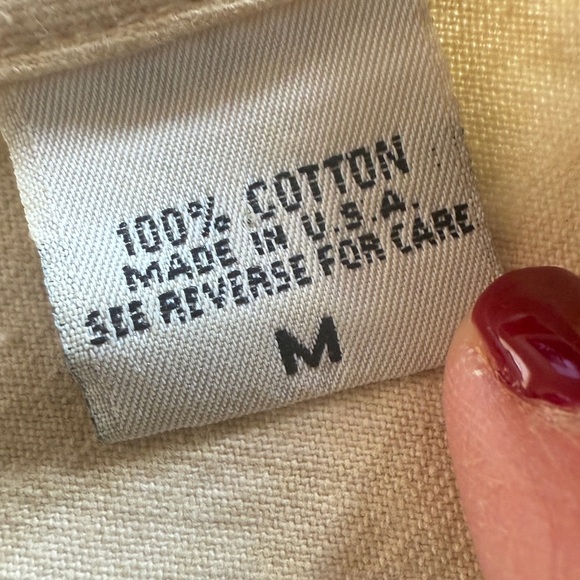 100% COTTON
MADE IN U.S.A.
SEE REVERSE FOR CARE
M